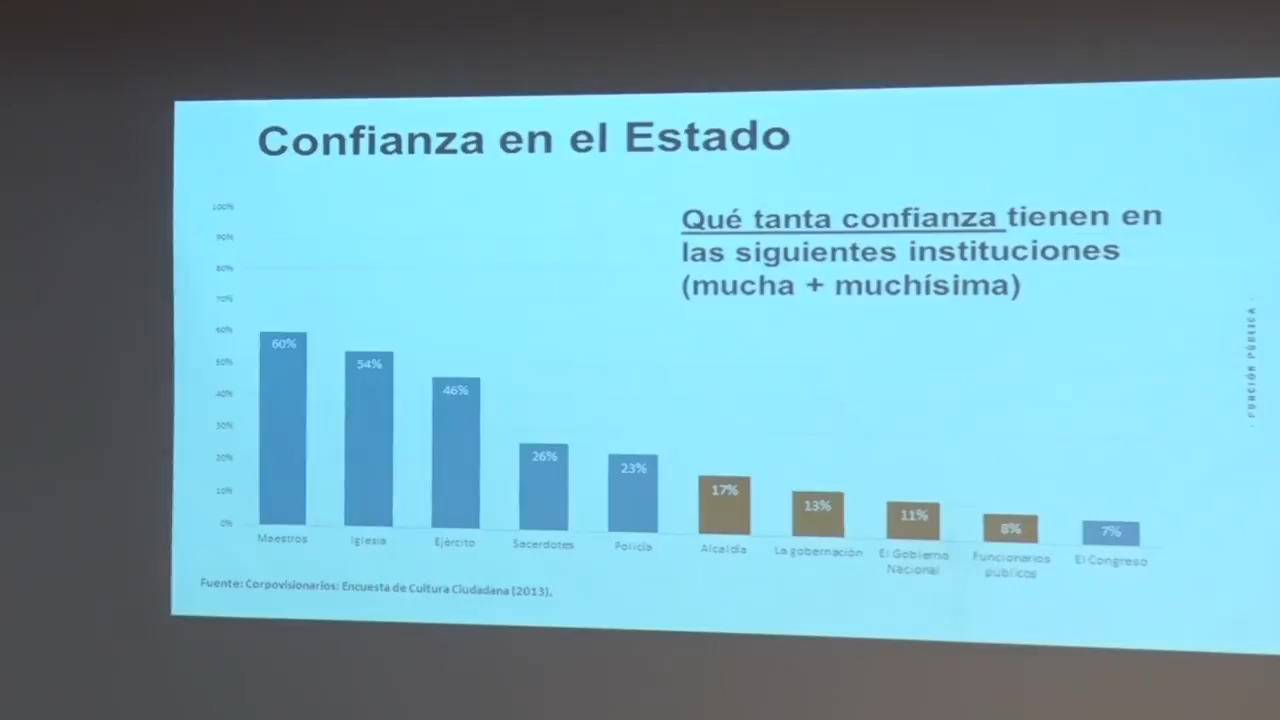 Confianza en el Estado
Qué tanta confianza tienen en
las siguientes instituciones
(mucha + muchísima)
100%
90%
80%
70%
60%
50%
40%
30%
20%
10%
0%
60%
54%
46%
26%
23%
17%
13%
11%
8%
7%
Maestros
Iglesia
Ejército
Sacerdotes
Policía
Alcaldía
La gobernación
El Gobierno
Nacional
Funcionarios
públicos
El Congreso
Fuente: Corpovisionarios: Encuesta de Cultura Ciudadana (2013).
- FUNCIÓN PÚBLICA -